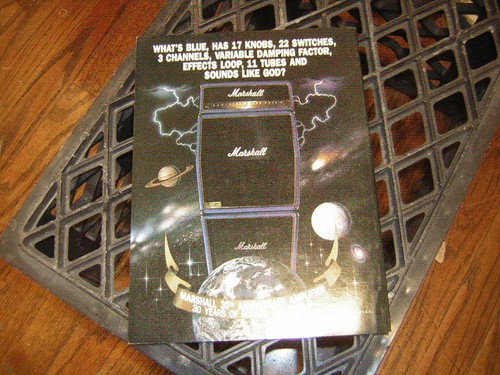 WHAT'S BLUE, HAS 17 KNOBS, 22 SWITCHES,
3 CHANNELS, VARIABLE DAMPING FACTOR,
EFFECTS LOOP, 11 TUBES AND
SOUNDS LIKE GOD?
Marshall
Marshall
Marshall
MARSHALL 30TH
30 YEARS OF